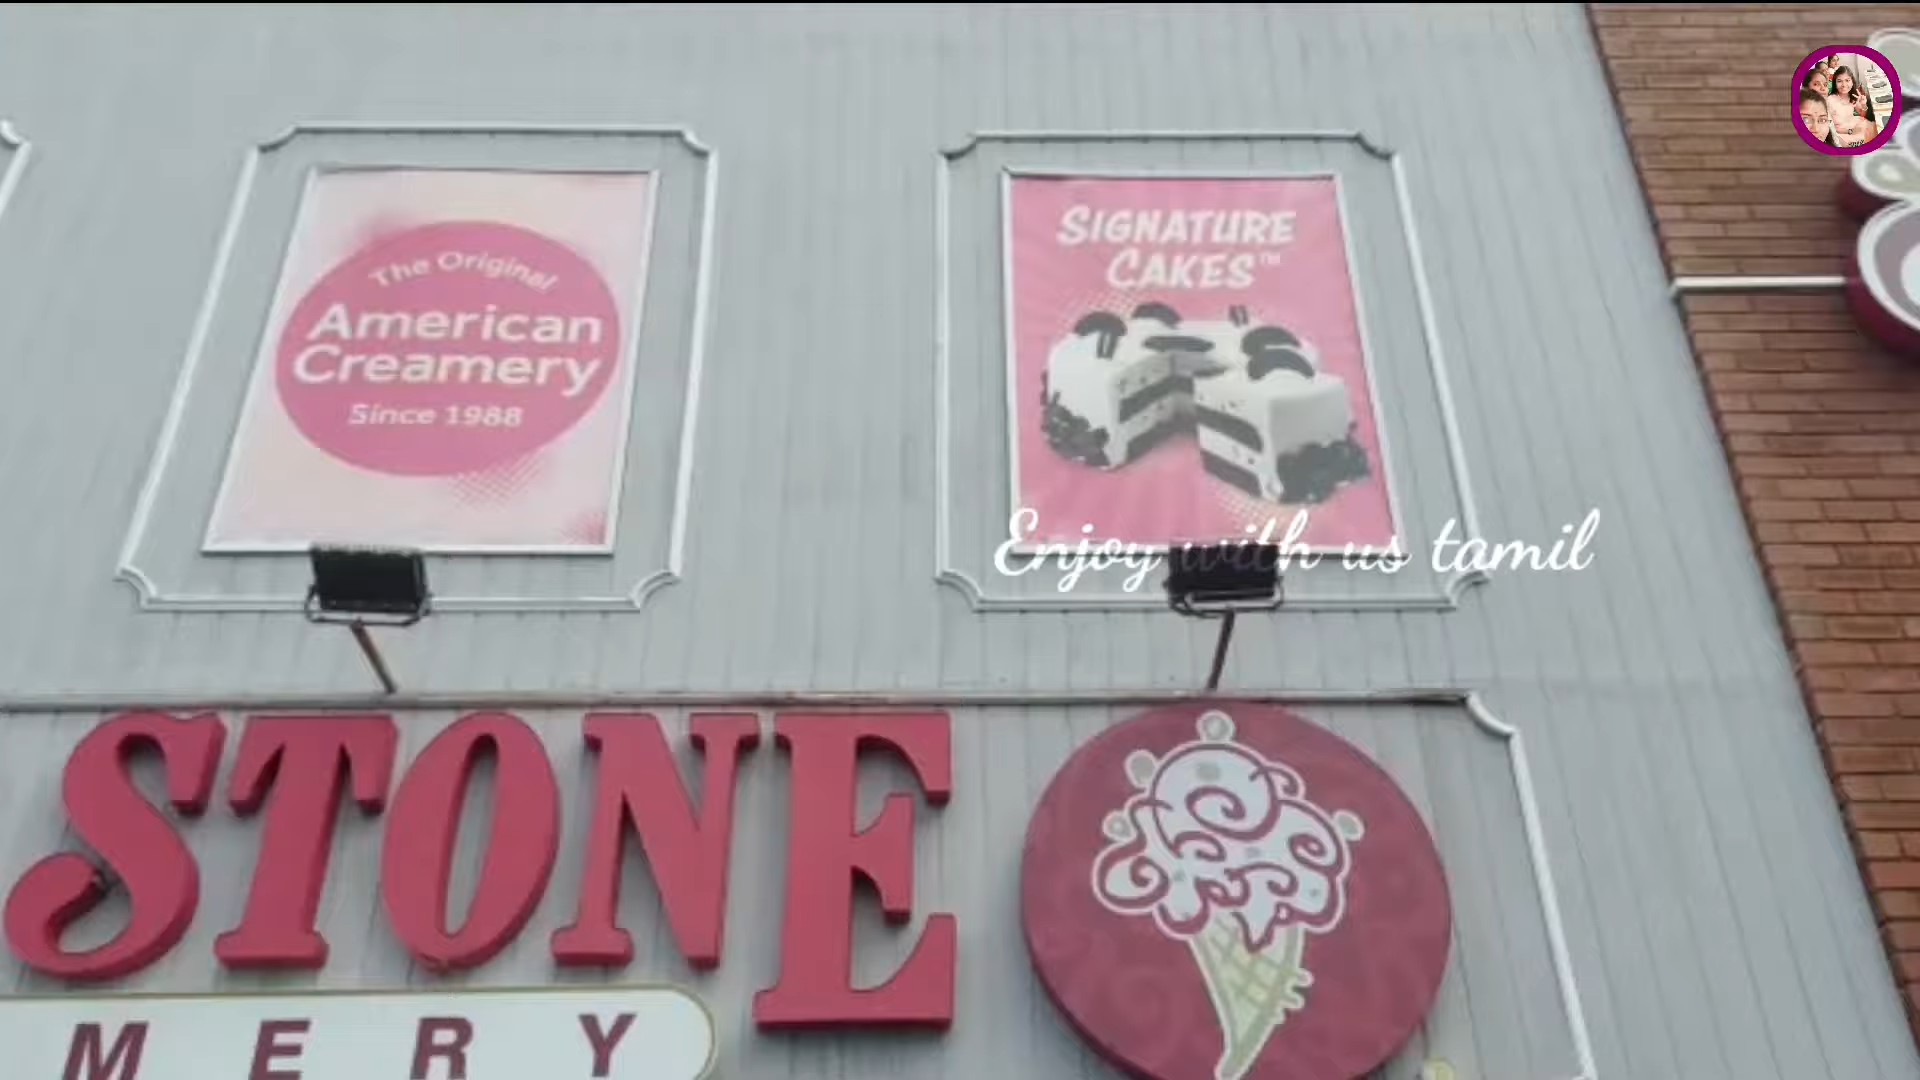 The Original
American
Creamery
Since 1988
SIGNATURE
CAKES™
Enjoy with us tamil
STONE
MERY